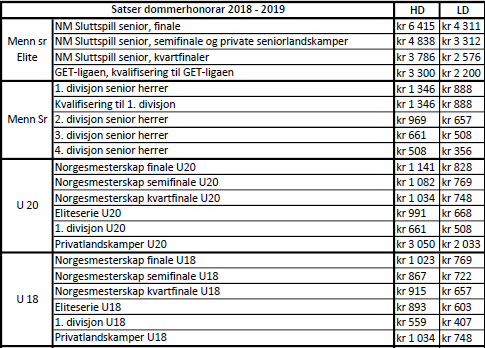 Satser dommerhonorar 2018 - 2019 HD LD
Menn sr Elite
NM Sluttspill senior, finale kr 6 415 kr 4 311
NM Sluttspill senior, semifinale og private seniorlandskamper kr 4 838 kr 3 312
NM Sluttspill senior, kvartfinaler kr 3 786 kr 2 576
GET-ligaen, kvalifisering til GET-ligaen kr 3 300 kr 2 200
Menn Sr
1. divisjon senior herrer kr 1 346 kr 888
Kvalifisering til 1. divisjon kr 1 346 kr 888
2. divisjon senior herrer kr 969 kr 657
3. divisjon senior herrer kr 661 kr 508
4. divisjon senior herrer kr 508 kr 356
U 20
Norgesmesterskap finale U20 kr 1 141 kr 828
Norgesmesterskap semifinale U20 kr 1 082 kr 769
Norgesmesterskap kvartfinale U20 kr 1 034 kr 748
Eliteserie U20 kr 991 kr 668
1. divisjon U20 kr 661 kr 508
Privatlandskamper U20 kr 3 050 kr 2 033
U 18
Norgesmesterskap finale U18 kr 1 023 kr 769
Norgesmesterskap semifinale U18 kr 867 kr 722
Norgesmesterskap kvartfinale U18 kr 915 kr 657
Eliteserie U18 kr 893 kr 603
1. divisjon U18 kr 559 kr 407
Privatlandskamper U18 kr 1 034 kr 748